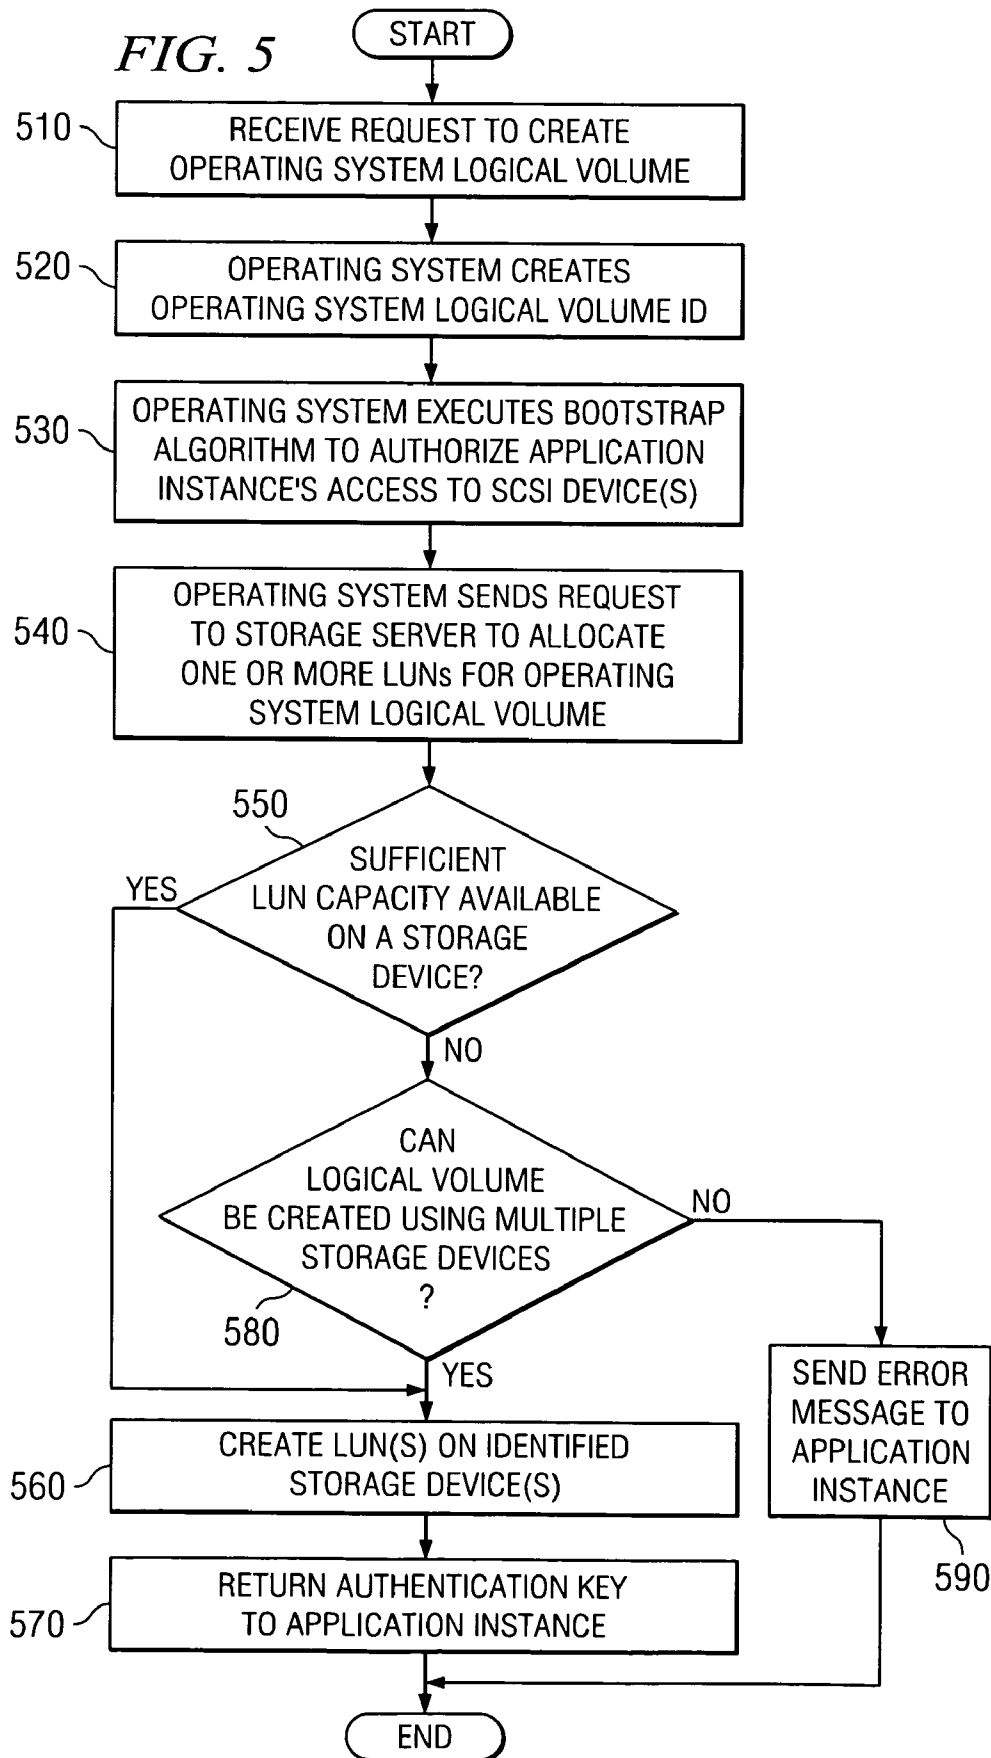 FIG. 5
START
510
RECEIVE REQUEST TO CREATE
OPERATING SYSTEM LOGICAL VOLUME
520
OPERATING SYSTEM CREATES
OPERATING SYSTEM LOGICAL VOLUME ID
530
OPERATING SYSTEM EXECUTES BOOTSTRAP
ALGORITHM TO AUTHORIZE APPLICATION
INSTANCE'S ACCESS TO SCSI DEVICE(S)
540
OPERATING SYSTEM SENDS REQUEST
TO STORAGE SERVER TO ALLOCATE
ONE OR MORE LUNs FOR OPERATING
SYSTEM LOGICAL VOLUME
550
SUFFICIENT
LUN CAPACITY AVAILABLE
ON A STORAGE
DEVICE?
YES
NO
CAN
LOGICAL VOLUME
BE CREATED USING MULTIPLE
STORAGE DEVICES
?
580
NO
YES
SEND ERROR
MESSAGE TO
APPLICATION
INSTANCE
590
560
CREATE LUN(S) ON IDENTIFIED
STORAGE DEVICE(S)
570
RETURN AUTHENTICATION KEY
TO APPLICATION INSTANCE
END